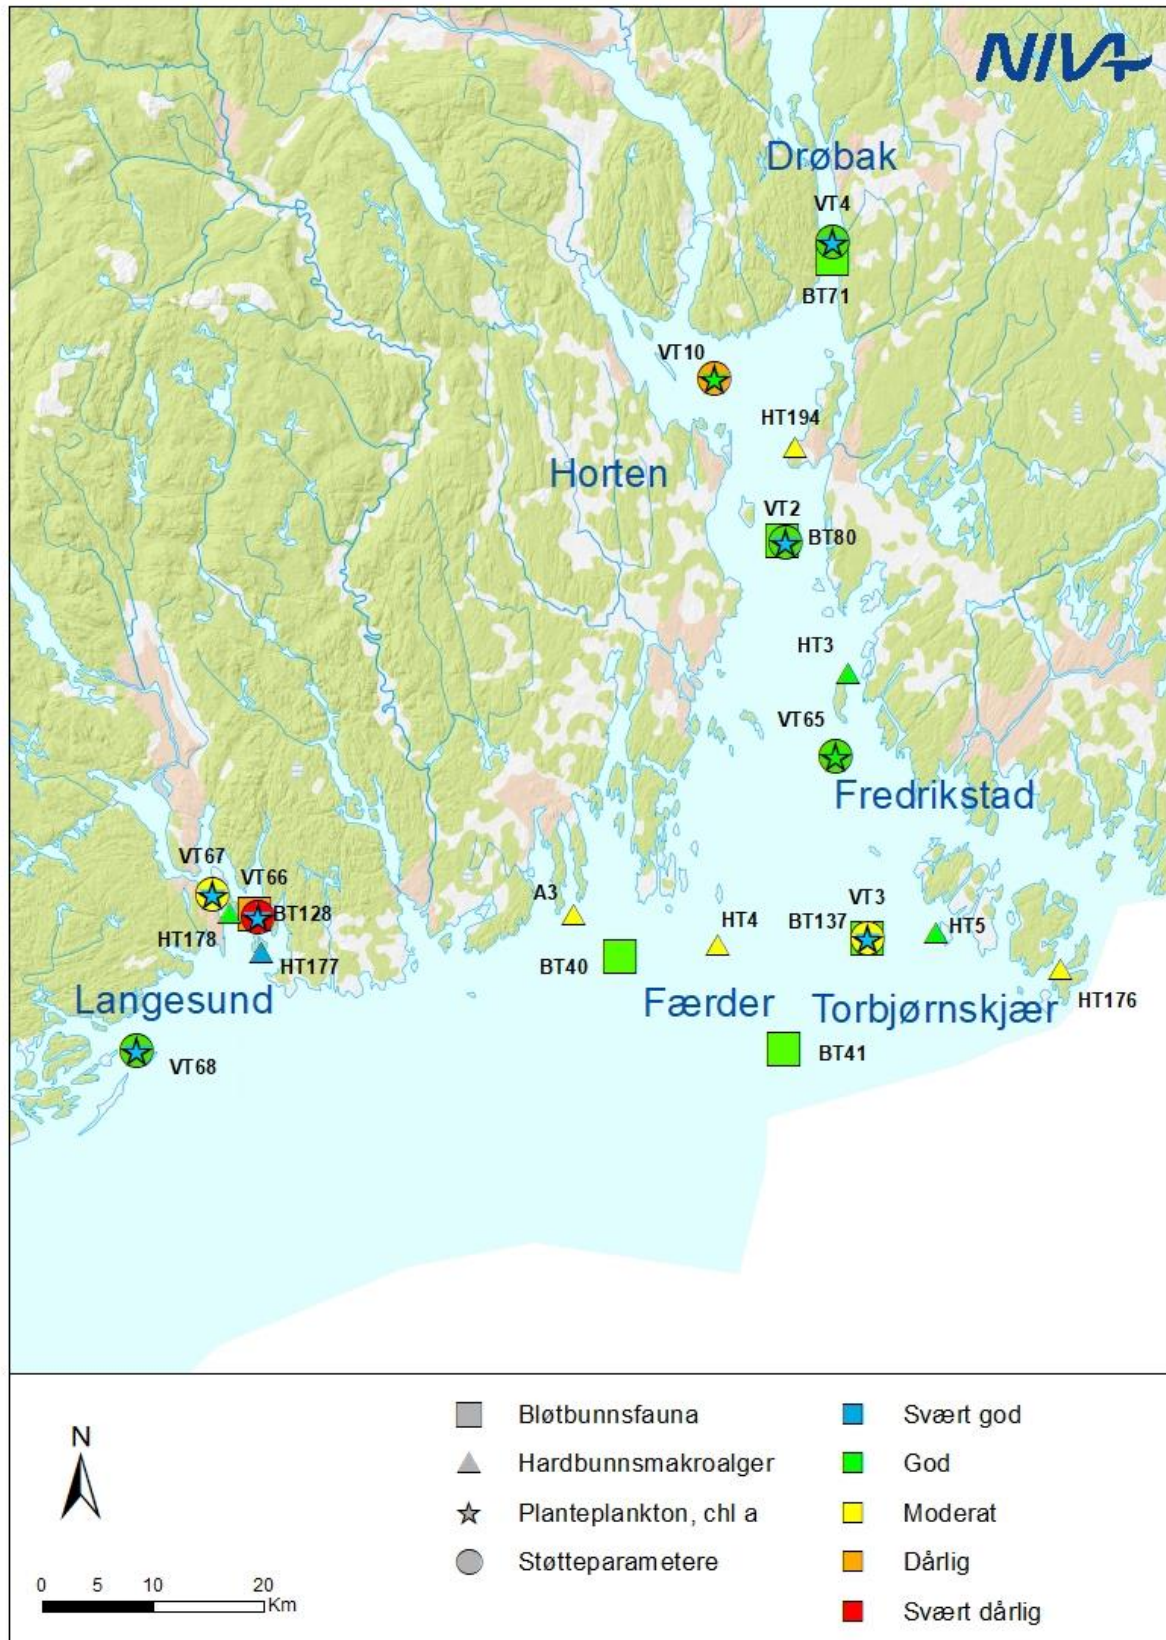 NIVA
Drøbak
VT4
BT71
VT10
HT194
Horten
VT2
BT80
HT3
VT65
Fredrikstad
VT67
VT66
BT128
HT178
HT177
Langesund
VT68
A3
BT40
HT4
Færder
VT3
BT137
HT5
Torbjørnskjær
HT176
BT41
N
0 5 10 20
Km
Bløtbunnsfauna
Hardbunnsmakroalger
Planteplankton, chl a
Støtteparametere
Svært god
God
Moderat
Dårlig
Svært dårlig